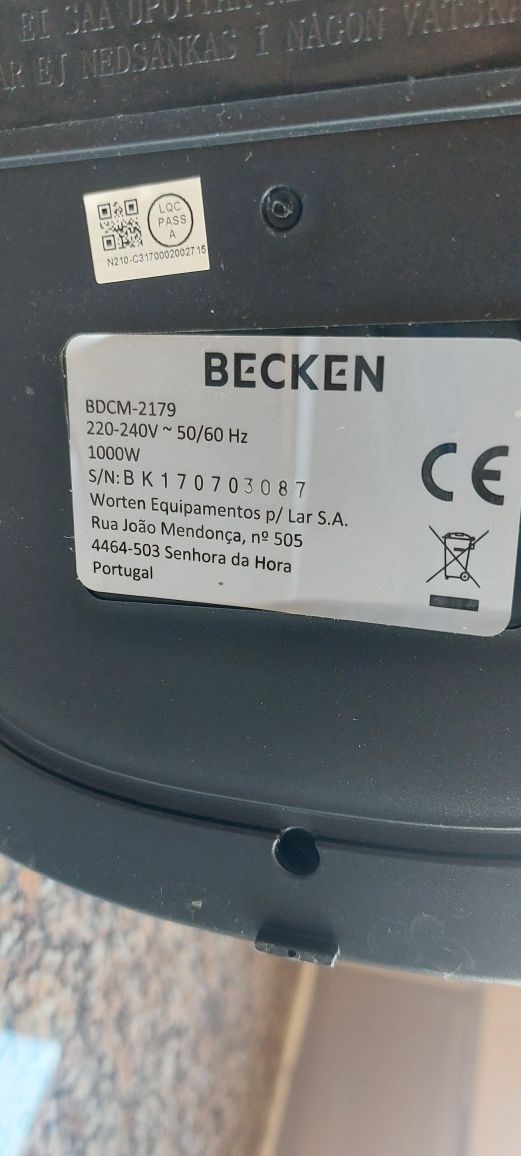 EI SAA UPOTTAA
EJ NEDSÄNKAS I NÅGON VÄTSKA
LQC
PASS
A
N210-C3170002002715
BECKEN
BDCM-2179
220-240V ~ 50/60 Hz
1000W
S/N: BK170703087
Worten Equipamentos p/ Lar S.A.
Rua João Mendonça, nº 505
4464-503 Senhora da Hora
Portugal
CE